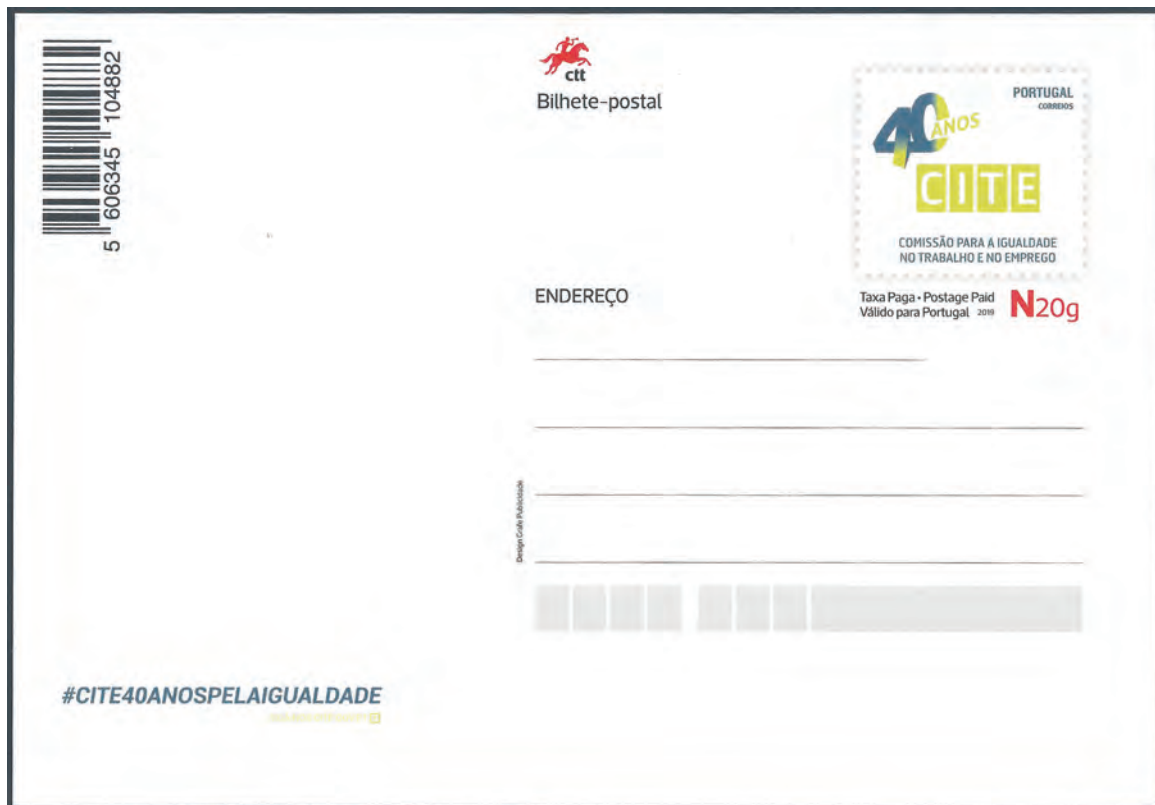 5 606345 104882
ctt
Bilhete-postal
PORTUGAL
CORREIOS
40 ANOS
CITE
COMISSÃO PARA A IGUALDADE
NO TRABALHO E NO EMPREGO
ENDEREÇO
Taxa Paga • Postage Paid
Válido para Portugal 2019
N20g
Design Grafe Publicidade
#CITE40ANOSPELAIGUALDADE